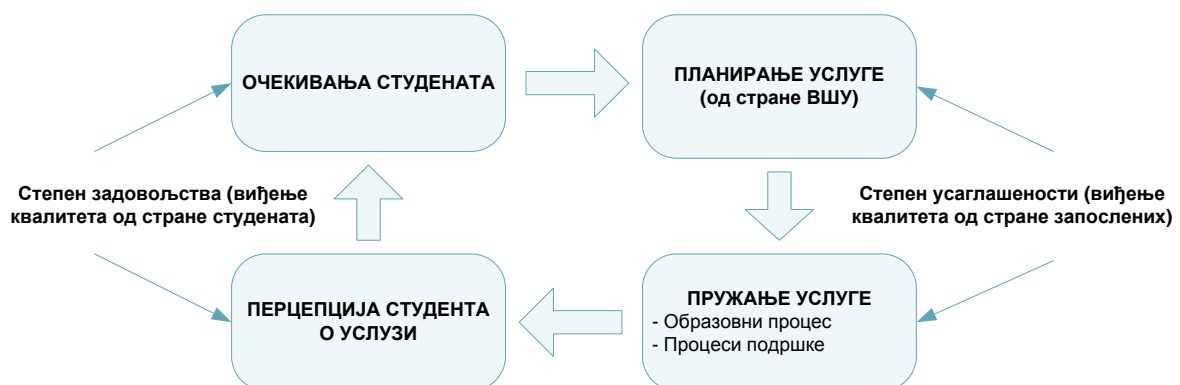 ОЧЕКИВАЊА СТУДЕНАТА
ПЛАНИРАЊЕ УСЛУГЕ
(од стране ВШУ)
Степен задовољства (виђење
квалитета од стране студената)
Степен усаглашености (виђење
квалитета од стране запослених)
ПЕРЦЕПЦИЈА СТУДЕНТА
О УСЛУЗИ
ПРУЖАЊЕ УСЛУГЕ
- Образовни процес
- Процеси подршке